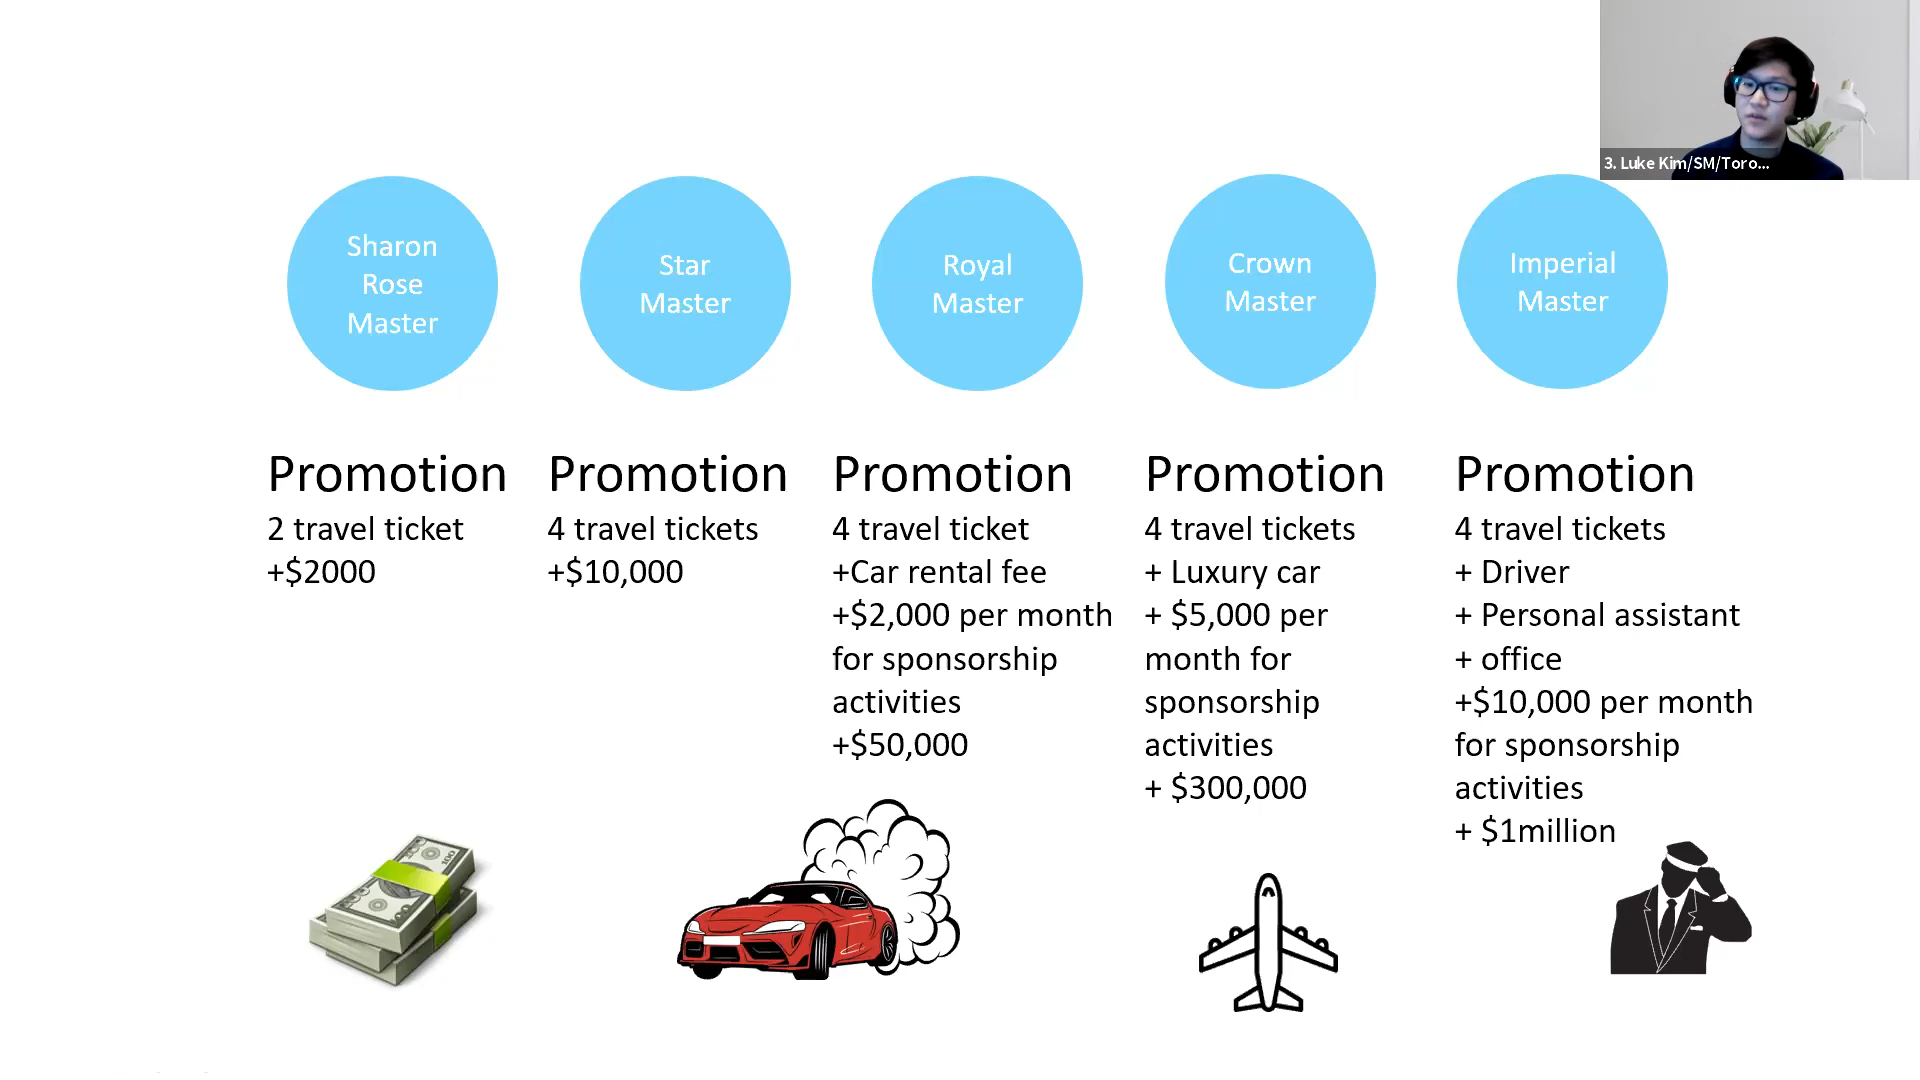 3. Luke Kim/SM/Toro...
Sharon
Rose
Master
Star
Master
Royal
Master
Crown
Master
Imperial
Master
Promotion
2 travel ticket
+$2000
Promotion
4 travel tickets
+$10,000
Promotion
4 travel ticket
+Car rental fee
+$2,000 per month
for sponsorship
activities
+$50,000
Promotion
4 travel tickets
+ Luxury car
+ $5,000 per
month for
sponsorship
activities
+ $300,000
Promotion
4 travel tickets
+ Driver
+ Personal assistant
+ office
+$10,000 per month
for sponsorship
activities
+ $1million
100